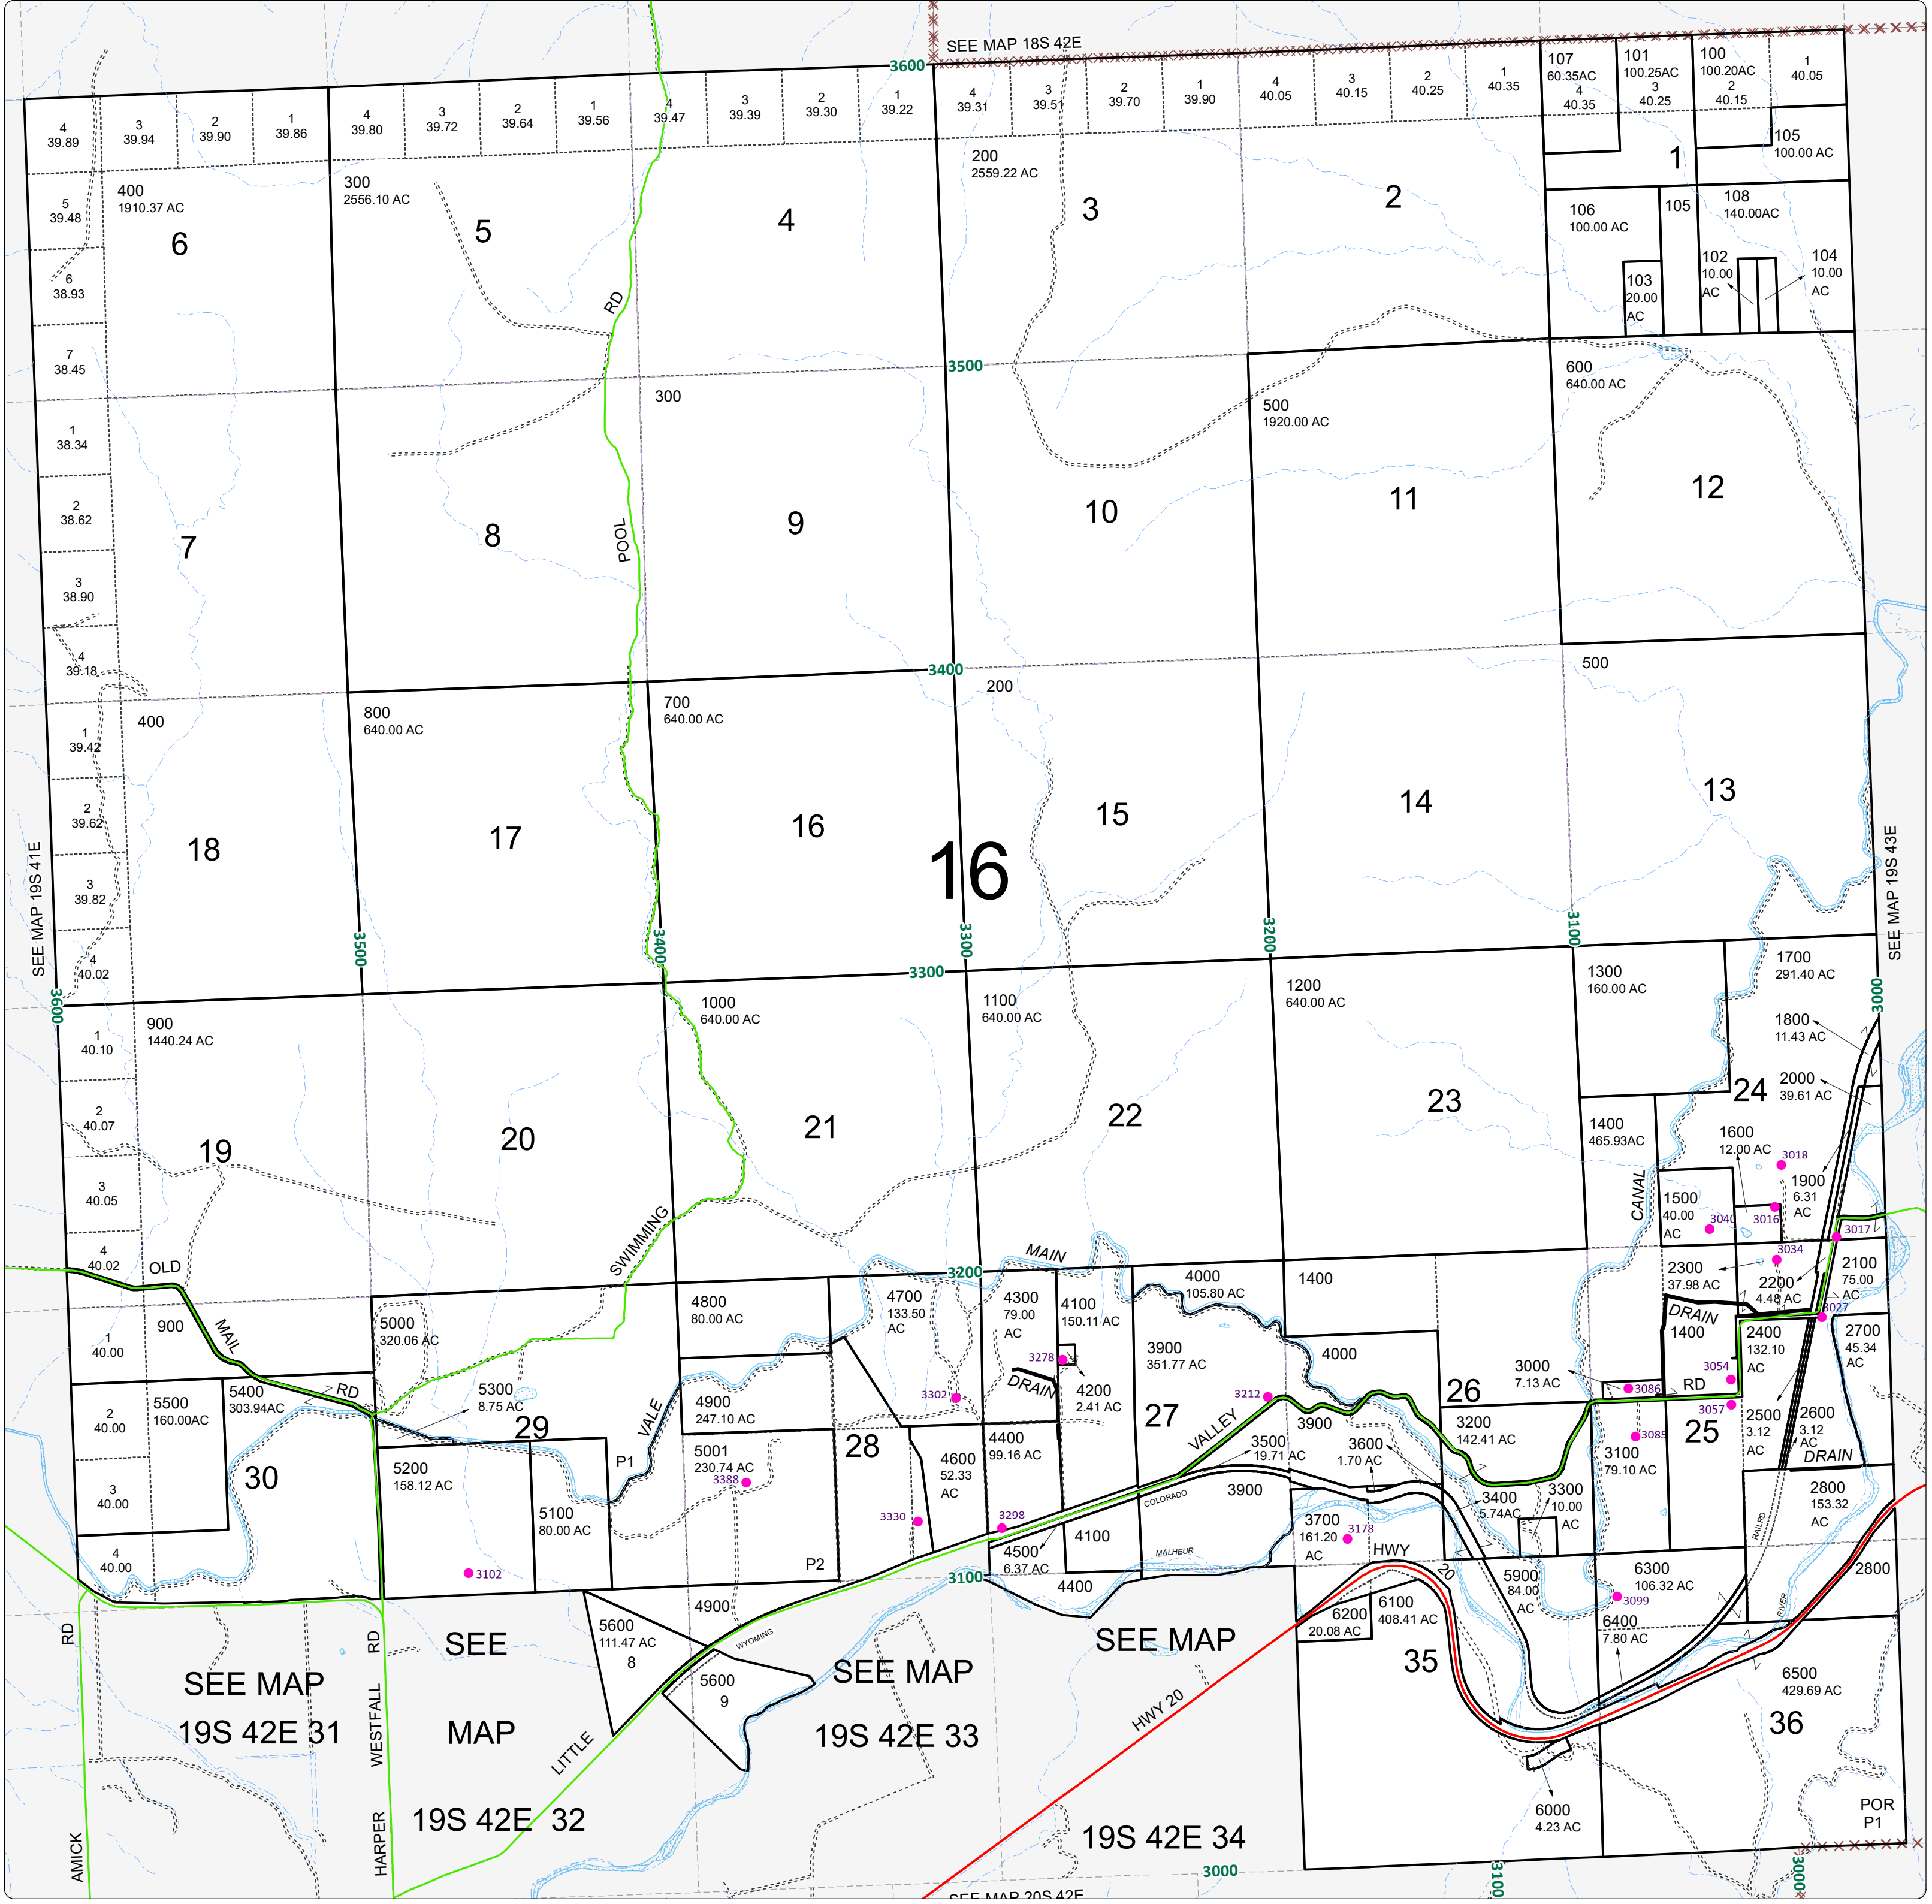 SEE MAP 18S 42E
3600
107
60.35AC
4
40.35
101
100.25AC
3
40.25
100
100.20AC
2
40.15
1
40.05
4
39.89
3
39.94
2
39.90
1
39.86
4
39.80
3
39.72
2
39.64
1
39.56
4
39.47
3
39.39
2
39.30
1
39.22
4
39.31
3
39.51
2
39.70
1
39.90
4
40.05
3
40.15
2
40.25
1
40.35
105
100.00 AC
1
200
2559.22 AC
300
2556.10 AC
400
1910.37 AC
5
39.48
6
5
4
3
2
106
100.00 AC
105
108
140.00AC
102
10.00
AC
104
10.00
AC
103
20.00
AC
6
38.93
RD
7
38.45
3500
300
500
1920.00 AC
600
640.00 AC
1
38.34
2
38.62
7
8
9
10
11
12
POOL
3
38.90
4
39.18
3400
400
800
640.00 AC
700
640.00 AC
200
500
1
39.42
2
39.62
18
17
16
15
14
13
16
SEE MAP 19S 41E
SEE MAP 19S 43E
3
39.82
4
40.02
3600
3500
3400
3300
3200
3100
3000
3300
900
1440.24 AC
1000
640.00 AC
1100
640.00 AC
1200
640.00 AC
1300
160.00 AC
1700
291.40 AC
1800
11.43 AC
2000
39.61 AC
1
40.10
2
40.07
19
20
21
22
23
24
1400
465.93AC
1600
12.00 AC
3018
1900
6.31
AC
1500
40.00
AC
3040
3016
3017
CANAL
3
40.05
4
40.02
OLD
SWIMMING
3200
MAIN
3034
2300
37.98 AC
2200
4.48 AC
2100
75.00
AC
3027
900
MAIL
RD
1
40.00
5000
320.06 AC
4800
80.00 AC
4700
133.50
AC
4300
79.00
AC
4100
150.11 AC
4000
105.80 AC
1400
3900
351.77 AC
4000
DRAIN
1400
2400
132.10
AC
2700
45.34
AC
3278
DRAIN
4200
2.41 AC
3302
3212
3000
7.13 AC
3086
3054
RD
3057
26
5500
160.00AC
5400
303.94AC
5300
8.75 AC
29
VALE
4900
247.10 AC
27
VALLEY
3900
3200
142.41 AC
3085
3100
79.10 AC
25
2500
3.12
AC
2600
3.12
AC
DRAIN
2
40.00
3
40.00
4
40.00
30
5200
158.12 AC
P1
5001
230.74 AC
3388
28
4600
52.33
AC
4400
99.16 AC
3500
19.71 AC
3600
1.70 AC
3400
5.74AC
3300
10.00
AC
2800
153.32
AC
5100
80.00 AC
3330
3298
COLORADO
3900
3700
161.20
AC
3178
HWY
20
RAILRD
3102
P2
4500
6.37 AC
4100
MALHEUR
3100
4400
5900
84.00
AC
6300
106.32 AC
3099
2800
RIVER
4900
WYOMING
5600
111.47 AC
8
5600
9
6200
20.08 AC
6100
408.41 AC
6400
7.80 AC
35
6500
429.69 AC
36
RD
RD
SEE MAP
19S 42E 31
SEE
MAP
19S 42E 32
SEE MAP
19S 42E 33
SEE MAP
19S 42E 34
AMICK
WESTFALL
HARPER
LITTLE
HWY 20
6000
4.23 AC
POR
P1
3000
3100
3000
SEE MAP 20S 42E